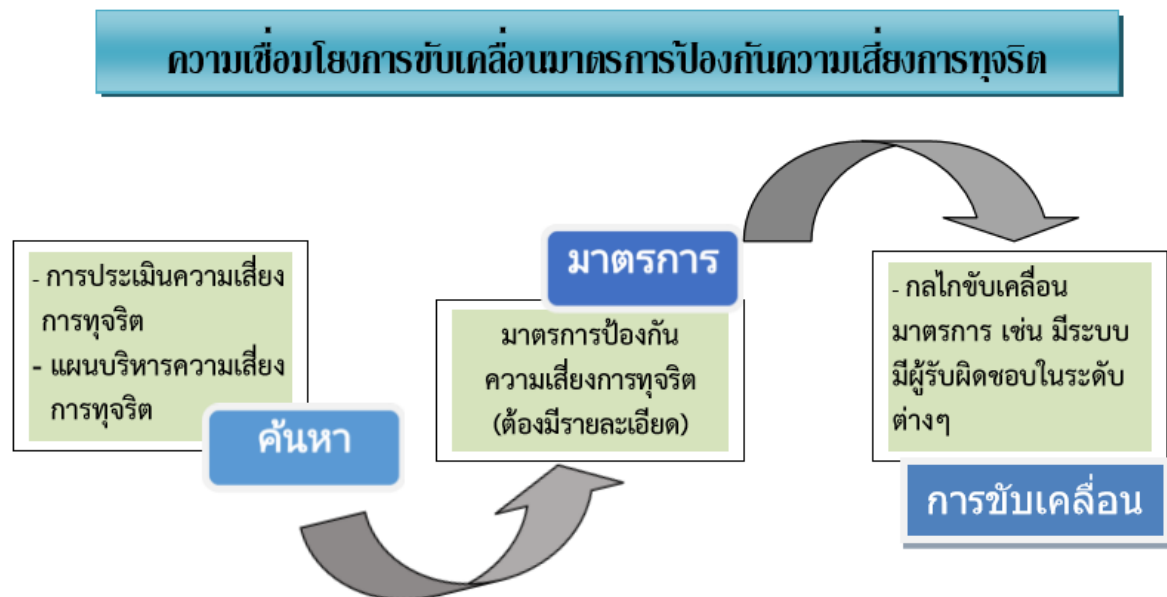 ความเชื่อมโยงการขับเคลื่อนมาตรการป้องกันความเสี่ยงการทุจริต
- การประเมินความเสี่ยง
การทุจริต
- แผนบริหารความเสี่ยง
การทุจริต
ค้นหา
มาตรการ
มาตรการป้องกัน
ความเสี่ยงการทุจริต
(ต้องมีรายละเอียด)
- กลไกขับเคลื่อน
มาตรการ เช่น มีระบบ
มีผู้รับผิดชอบในระดับ
ต่างๆ
การขับเคลื่อน